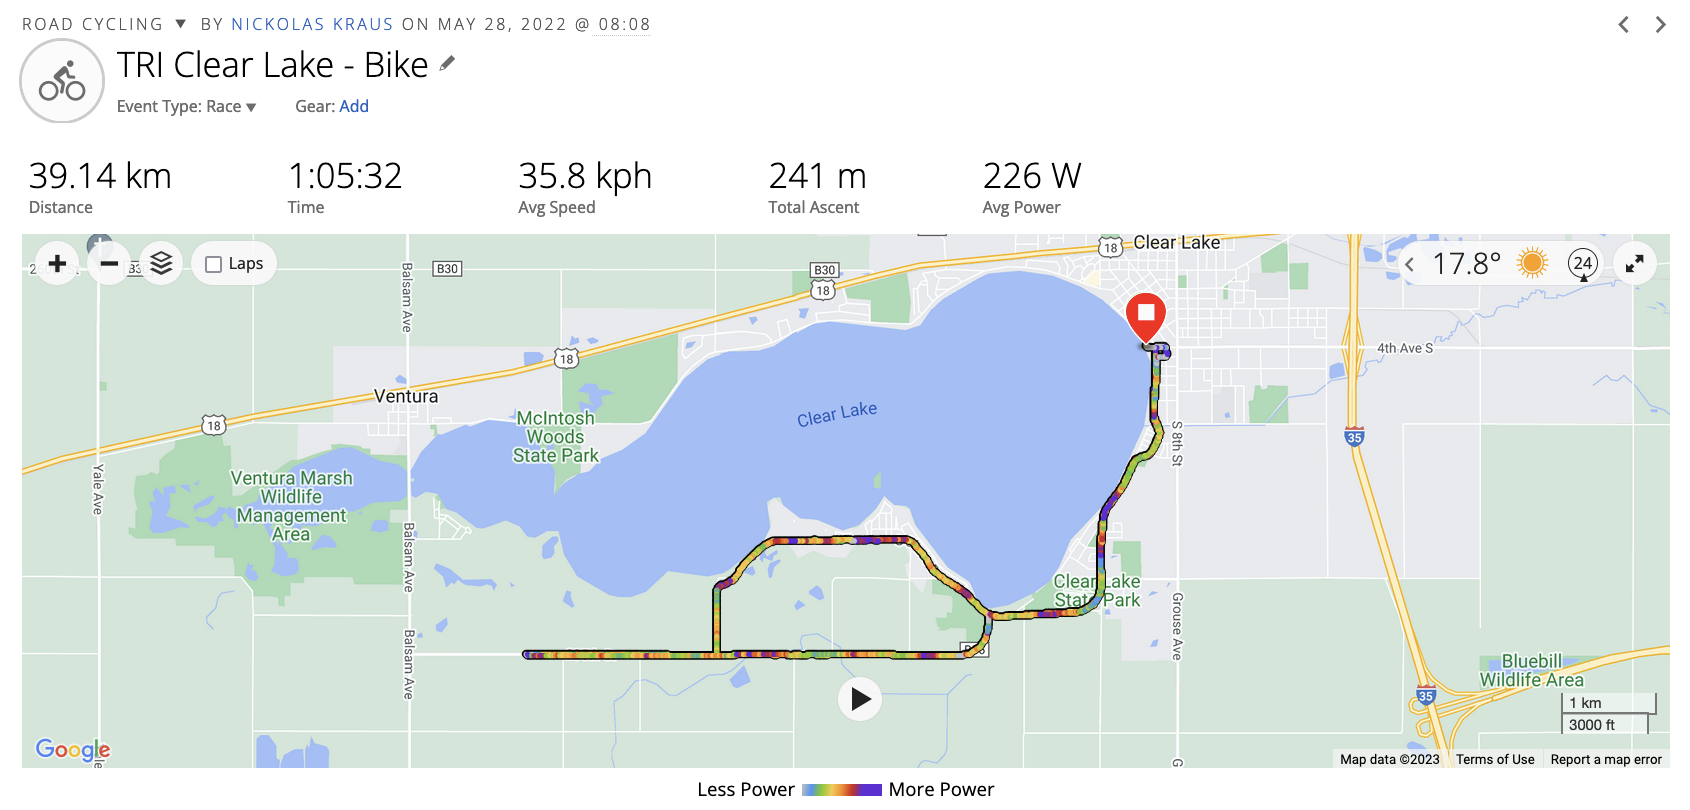 ROAD CYCLING ▼ BY NICKOLAS KRAUS ON MAY 28, 2022 @ 08:08
TRI Clear Lake - Bike
Event Type: Race ▼ Gear: Add
39.14 km 1:05:32 35.8 kph 241 m 226 W
Distance Time Avg Speed Total Ascent Avg Power
18 Clear Lake
+ − Laps B30 B30 17.8° 24
Balsam Ave
18
4th Ave S
18
Ventura
Clear Lake
McIntosh
Woods
State Park
18
35
S 8th St
Yale Ave
Ventura Marsh
Wildlife
Management
Area
Balsam Ave
Clear Lake
State Park
Grouse Ave
Balsam Ave
Bluebill
Wildlife Area
35
1 km
3000 ft
Google
Map data ©2023 Terms of Use Report a map error
Less Power More Power